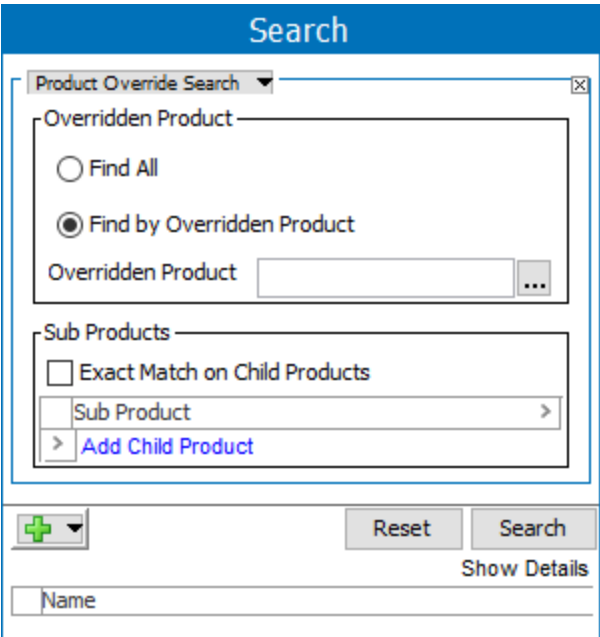 Search
Product Override Search
Overridden Product
Find All
Find by Overridden Product
Overridden Product ...
Sub Products
Exact Match on Child Products
Sub Product >
> Add Child Product
Reset Search
Show Details
Name